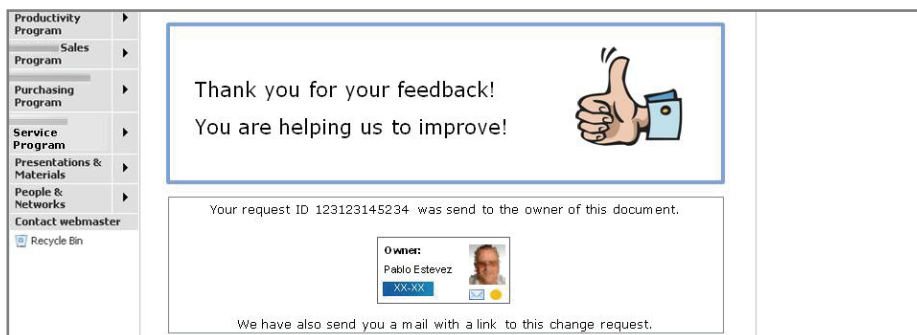 Productivity
Program
Sales
Program
Purchasing
Program
Service
Program
Presentations &
Materials
People &
Networks
Contact webmaster
Recycle Bin
Thank you for your feedback!
You are helping us to improve!
Your request ID 123123145234 was send to the owner of this document.
Owner:
Pablo Estevez
XX-XX
We have also send you a mail with a link to this change request.